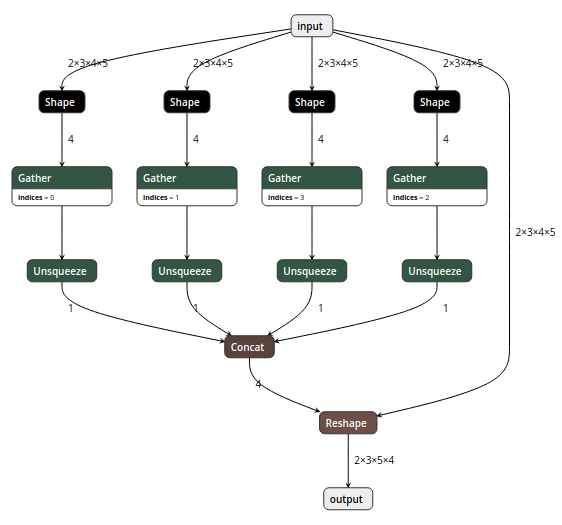 input
2×3×4×5
2×3×4×5
2×3×4×5
2×3×4×5
Shape
Shape
Shape
Shape
4
4
4
4
Gather
Gather
Gather
Gather
indices = 0
indices = 1
indices = 3
indices = 2
2×3×4×5
Unsqueeze
Unsqueeze
Unsqueeze
Unsqueeze
1
1
1
1
Concat
4
Reshape
2×3×5×4
output